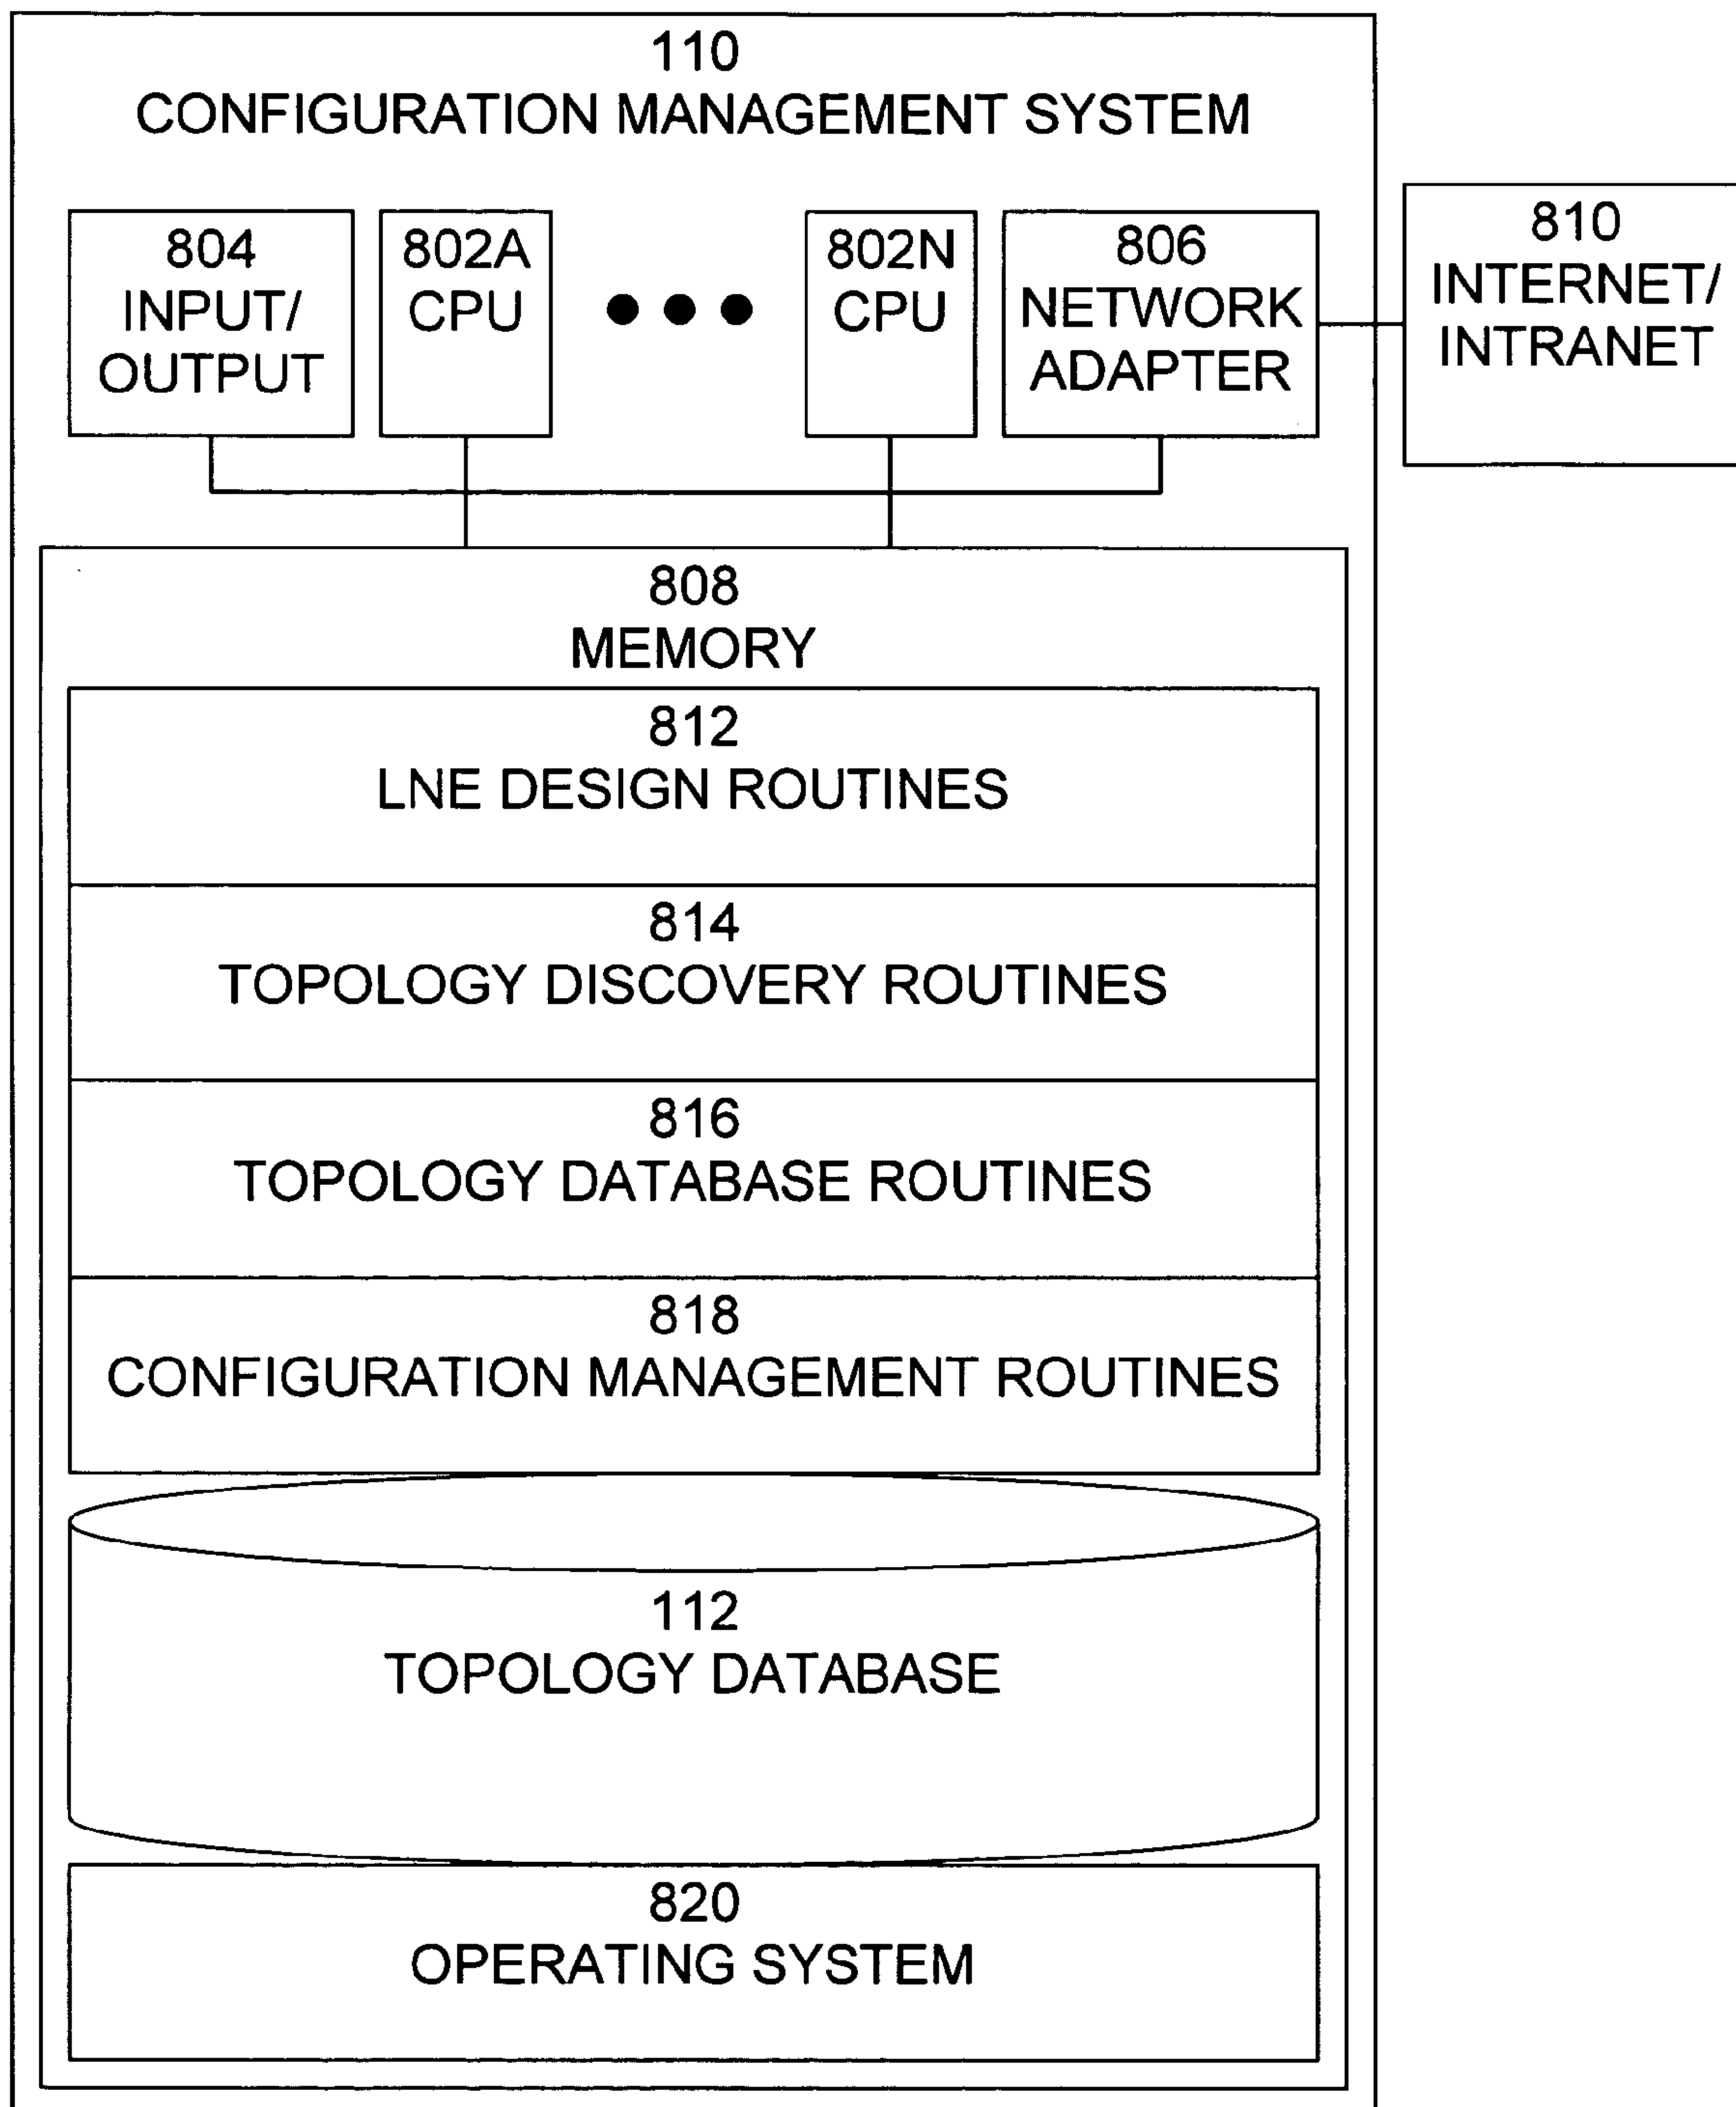 110
CONFIGURATION MANAGEMENT SYSTEM
804
INPUT/
OUTPUT
802A
CPU
802N
CPU
806
NETWORK
ADAPTER
810
INTERNET/
INTRANET
808
MEMORY
812
LNE DESIGN ROUTINES
814
TOPOLOGY DISCOVERY ROUTINES
816
TOPOLOGY DATABASE ROUTINES
818
CONFIGURATION MANAGEMENT ROUTINES
112
TOPOLOGY DATABASE
820
OPERATING SYSTEM